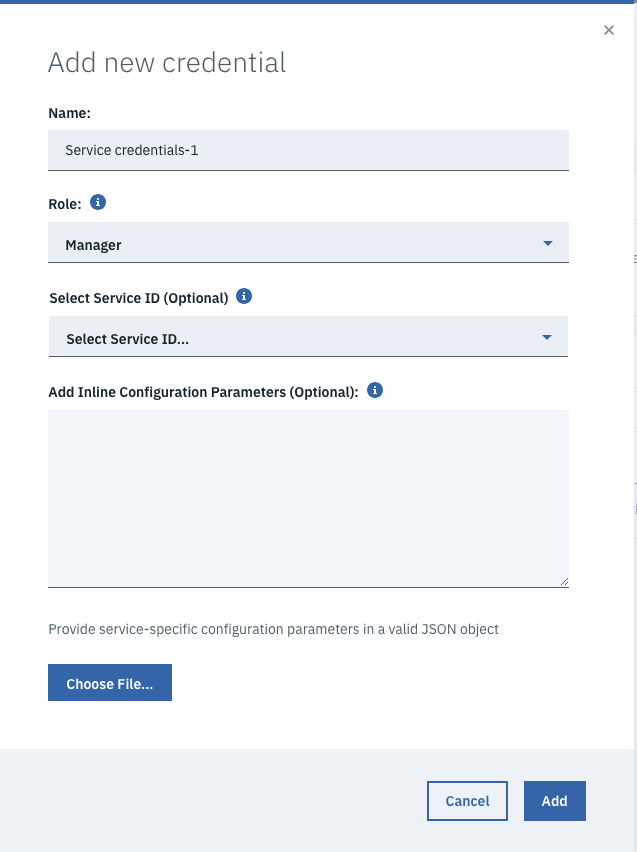 Add new credential
Name:
Service credentials-1
Role:
Manager
Select Service ID (Optional)
Select Service ID...
Add Inline Configuration Parameters (Optional):
Provide service-specific configuration parameters in a valid JSON object
Choose File...
Cancel
Add